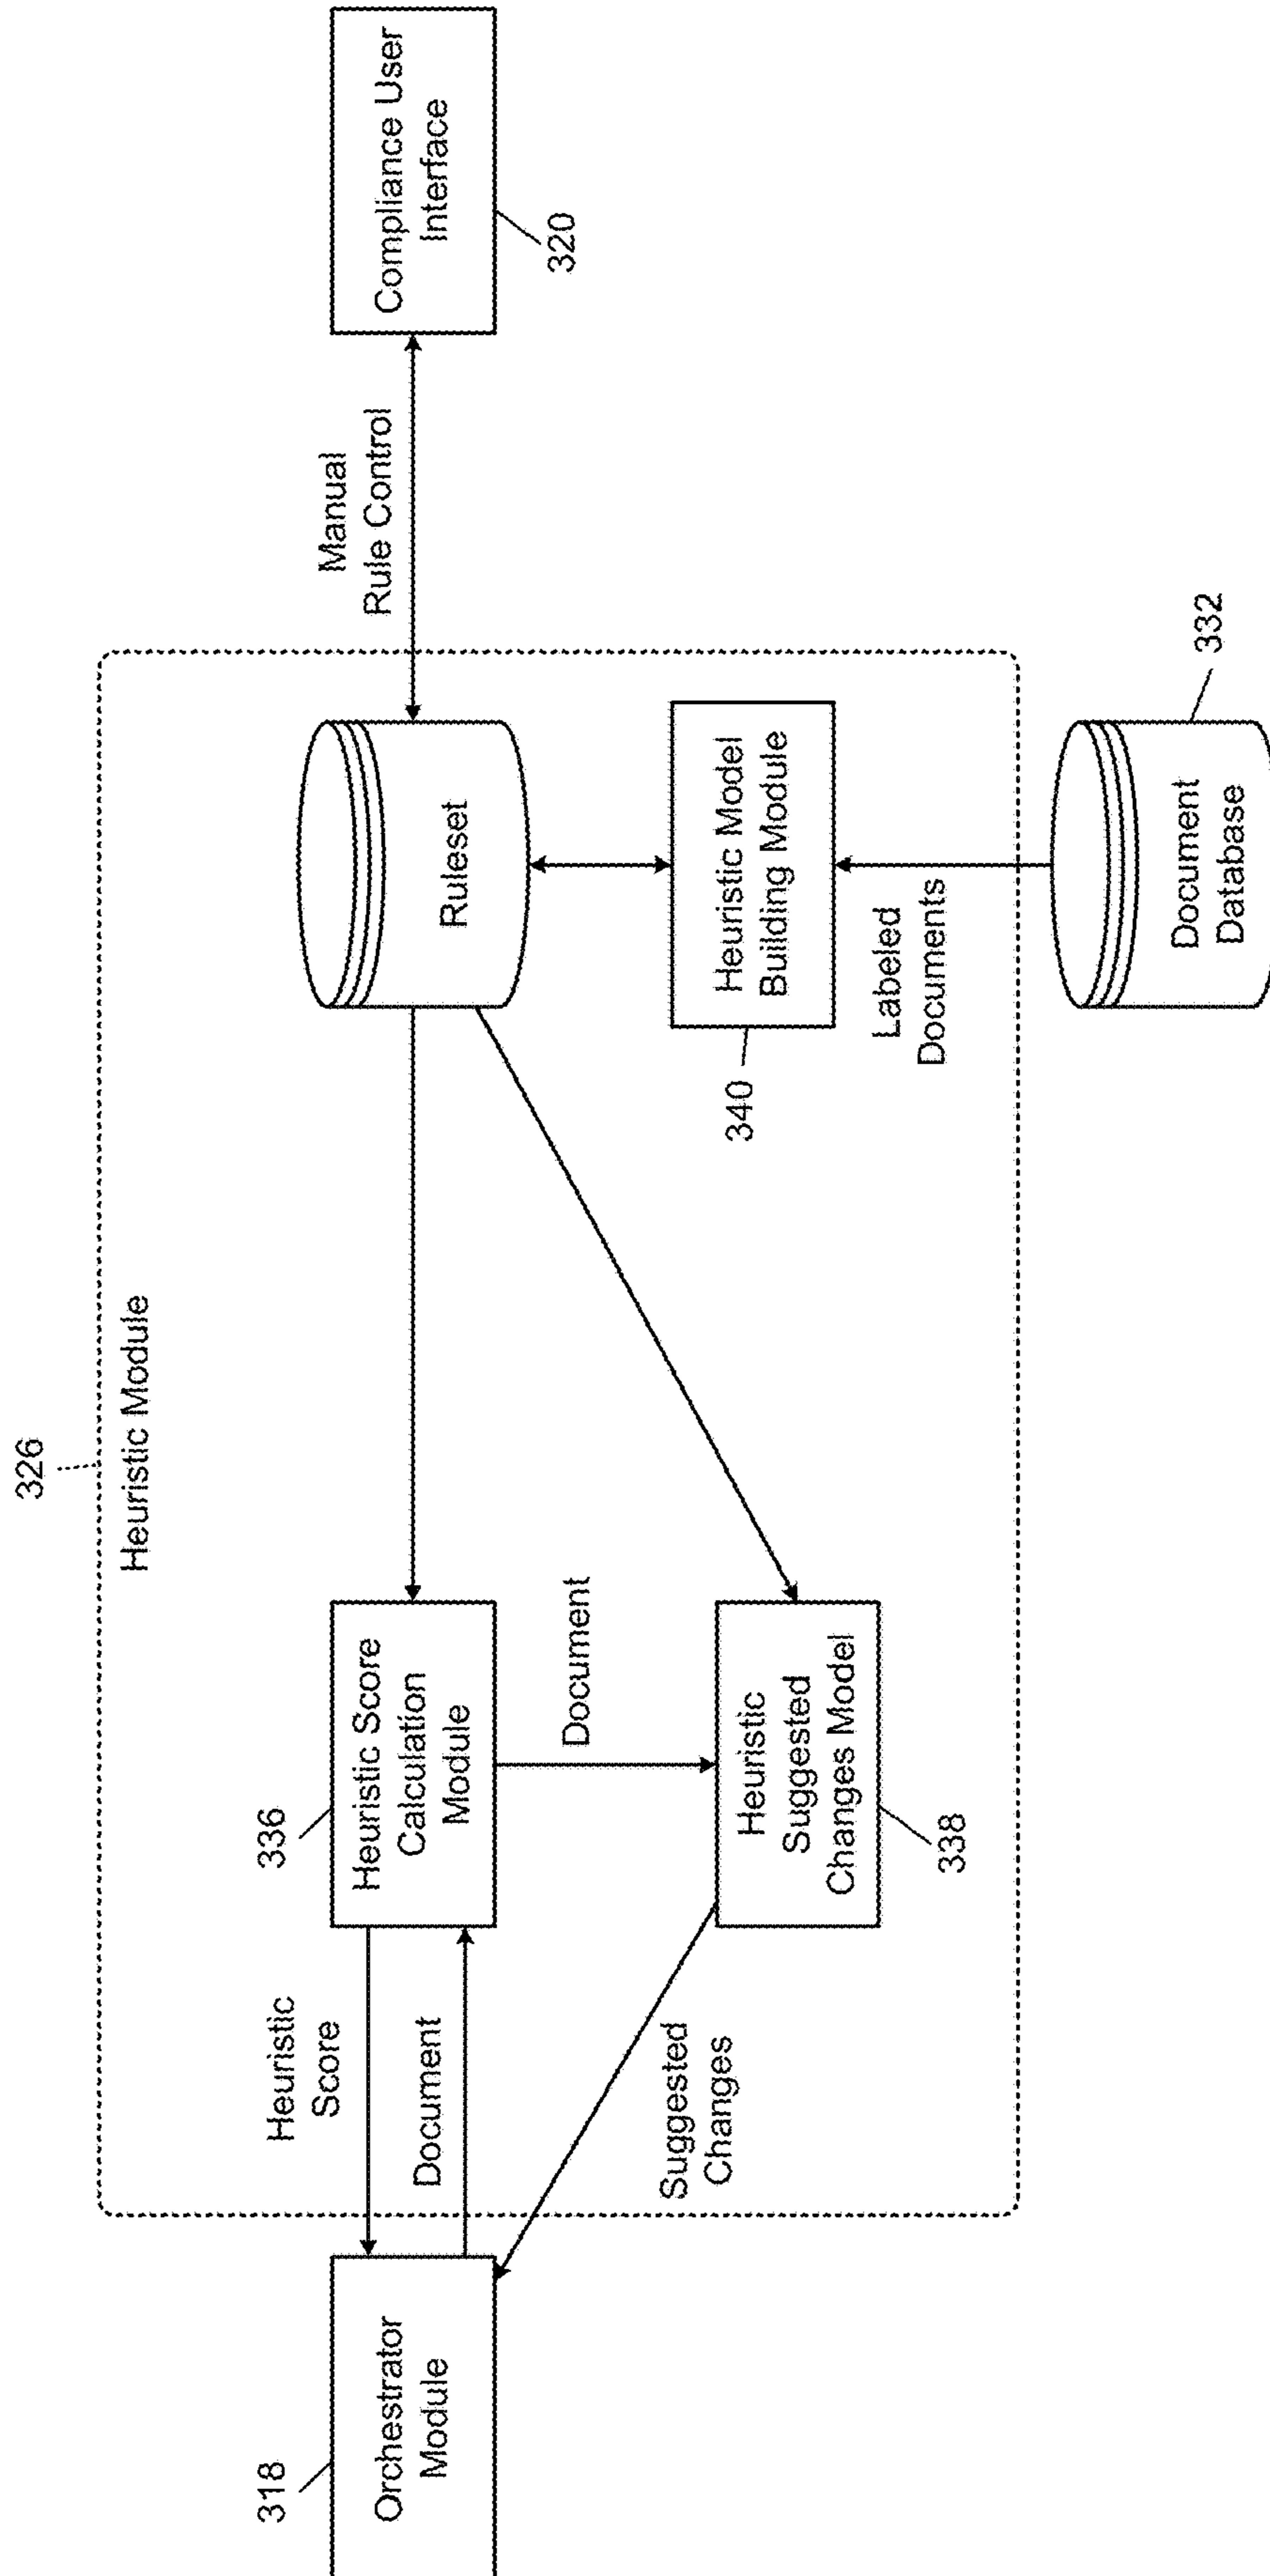 326
Heuristic Module
318
Orchestrator
Module
Heuristic
Score
Document
Suggested
Changes
336
Heuristic Score
Calculation
Module
Document
Heuristic
Suggested
Changes Model
338
Ruleset
Heuristic Model
Building Module
340
Labeled
Documents
Manual
Rule Control
Compliance User
Interface
320
Document
Database
332